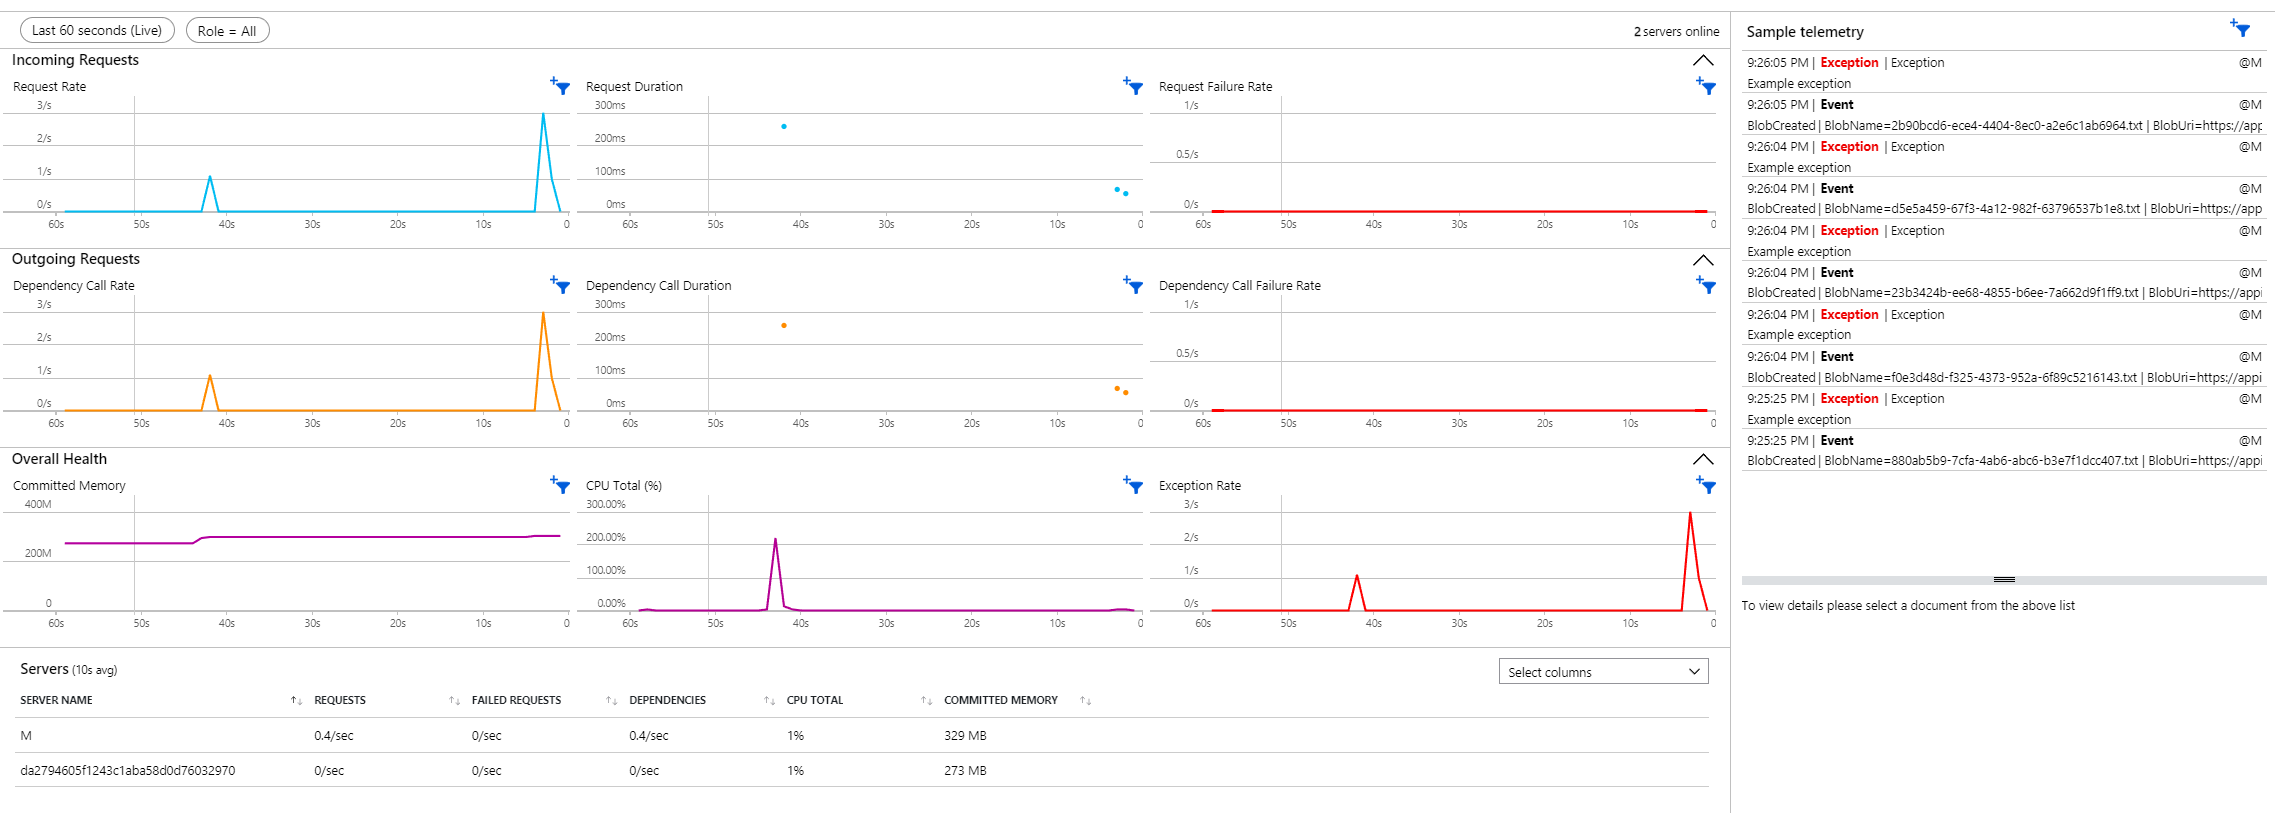 Last 60 seconds (Live)
Role = All
2 servers online
Incoming Requests
Request Rate
3/s
2/s
1/s
0/s
60s 50s 40s 30s 20s 10s 0
Request Duration
300ms
200ms
100ms
0ms
60s 50s 40s 30s 20s 10s 0
Request Failure Rate
1/s
0.5/s
0/s
60s 50s 40s 30s 20s 10s 0
Outgoing Requests
Dependency Call Rate
3/s
2/s
1/s
0/s
60s 50s 40s 30s 20s 10s 0
Dependency Call Duration
300ms
200ms
100ms
0ms
60s 50s 40s 30s 20s 10s 0
Dependency Call Failure Rate
1/s
0.5/s
0/s
60s 50s 40s 30s 20s 10s 0
Overall Health
Committed Memory
400M
200M
0
60s 50s 40s 30s 20s 10s 0
CPU Total (%)
300.00%
200.00%
100.00%
0.00%
60s 50s 40s 30s 20s 10s 0
Exception Rate
3/s
2/s
1/s
0/s
60s 50s 40s 30s 20s 10s 0
Servers (10s avg)
Select columns
SERVER NAME REQUESTS FAILED REQUESTS DEPENDENCIES CPU TOTAL COMMITTED MEMORY
M 0.4/sec 0/sec 0.4/sec 1% 329 MB
da2794605f1243c1aba58d0d76032970 0/sec 0/sec 0/sec 1% 273 MB
Sample telemetry
9:26:05 PM | Exception | Exception @M
Example exception
9:26:05 PM | Event @M
BlobCreated | BlobName=2b90bcd6-ece4-4404-8ec0-a2e6c1ab6964.txt | BlobUri=https://app
9:26:04 PM | Exception | Exception @M
Example exception
9:26:04 PM | Event @M
BlobCreated | BlobName=d5e5a459-67f3-4a12-982f-63796537b1e8.txt | BlobUri=https://app
9:26:04 PM | Exception | Exception @M
Example exception
9:26:04 PM | Event @M
BlobCreated | BlobName=23b3424b-ee68-4855-b6ee-7a662d9f1ff9.txt | BlobUri=https://appi
9:26:04 PM | Exception | Exception @M
Example exception
9:26:04 PM | Event @M
BlobCreated | BlobName=f0e3d48d-f325-4373-952a-6f89c5216143.txt | BlobUri=https://appi
9:25:25 PM | Exception | Exception @M
Example exception
9:25:25 PM | Event @M
BlobCreated | BlobName=880ab5b9-7cfa-4ab6-abc6-b3e7f1dcc407.txt | BlobUri=https://appi
To view details please select a document from the above list